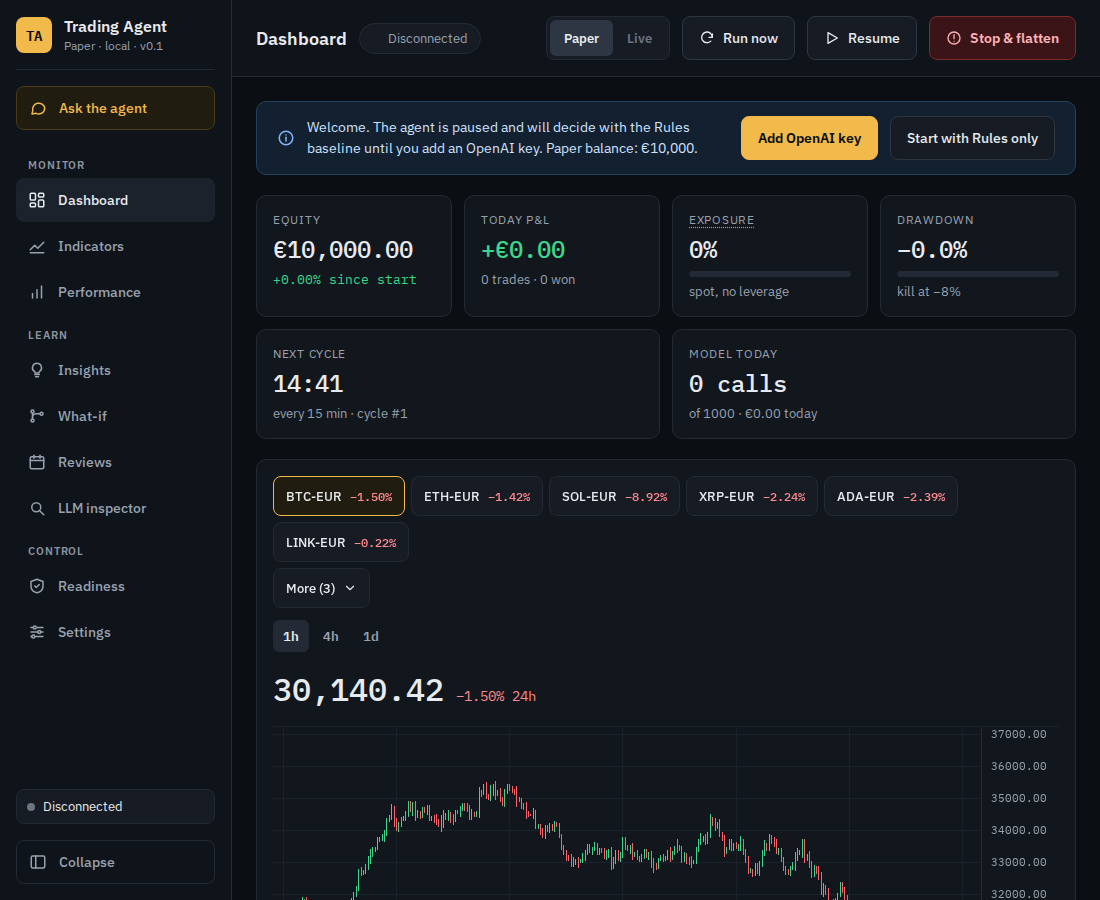 TA
Trading Agent
Paper · local · v0.1
Ask the agent
MONITOR
Dashboard
Indicators
Performance
LEARN
Insights
What-if
Reviews
LLM inspector
CONTROL
Readiness
Settings
Disconnected
Collapse
Dashboard
Disconnected
Paper
Live
Run now
Resume
Stop & flatten
Welcome. The agent is paused and will decide with the Rules
baseline until you add an OpenAI key. Paper balance: €10,000.
Add OpenAI key
Start with Rules only
EQUITY
€10,000.00
+0.00% since start
TODAY P&L
+€0.00
0 trades · 0 won
EXPOSURE
0%
spot, no leverage
DRAWDOWN
−0.0%
kill at −8%
NEXT CYCLE
14:41
every 15 min · cycle #1
MODEL TODAY
0 calls
of 1000 · €0.00 today
BTC-EUR −1.50%
ETH-EUR −1.42%
SOL-EUR −8.92%
XRP-EUR −2.24%
ADA-EUR −2.39%
LINK-EUR −0.22%
More (3)
1h 4h 1d
30,140.42 −1.50% 24h
37000.00
36000.00
35000.00
34000.00
33000.00
32000.00